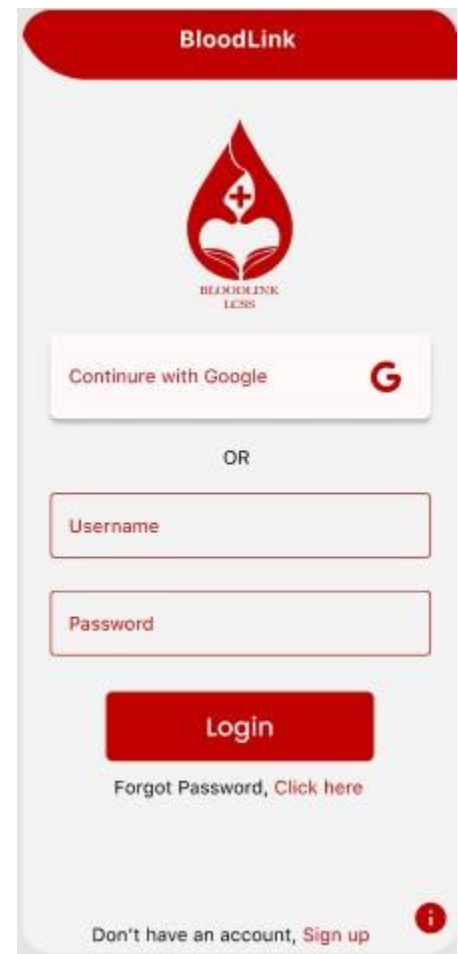 BloodLink
BLOODLINK
LCSS
Continure with Google
OR
Username
Password
Login
Forgot Password, Click here
Don't have an account, Sign up